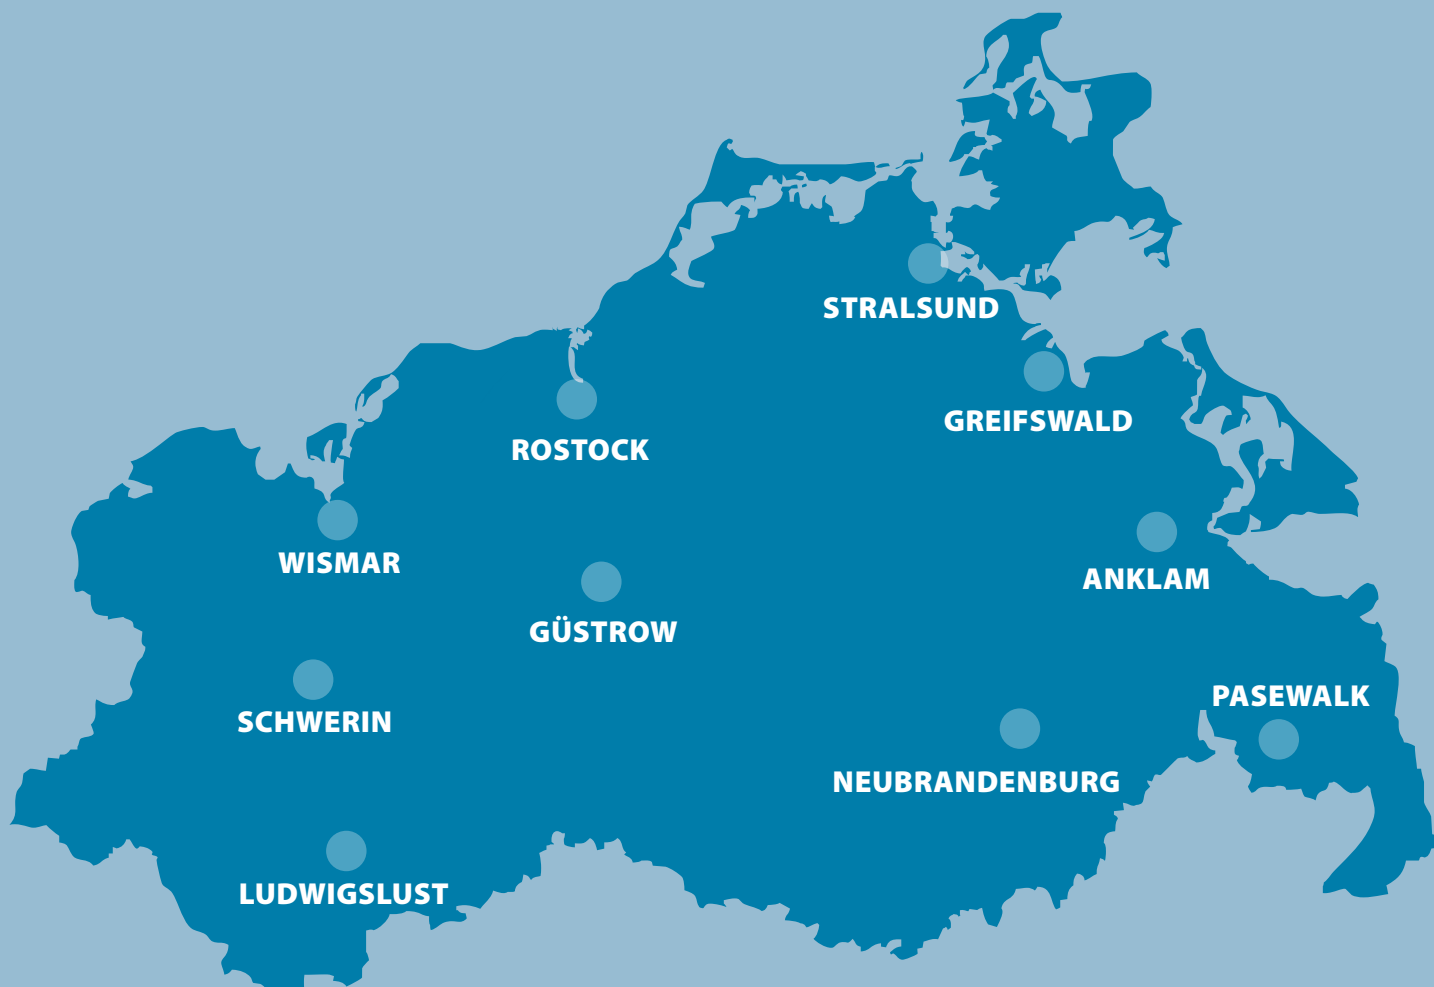 STRALSUND
GREIFSWALD
ROSTOCK
WISMAR
ANKLAM
GÜSTROW
PASEWALK
SCHWERIN
NEUBRANDENBURG
LUDWIGSLUST